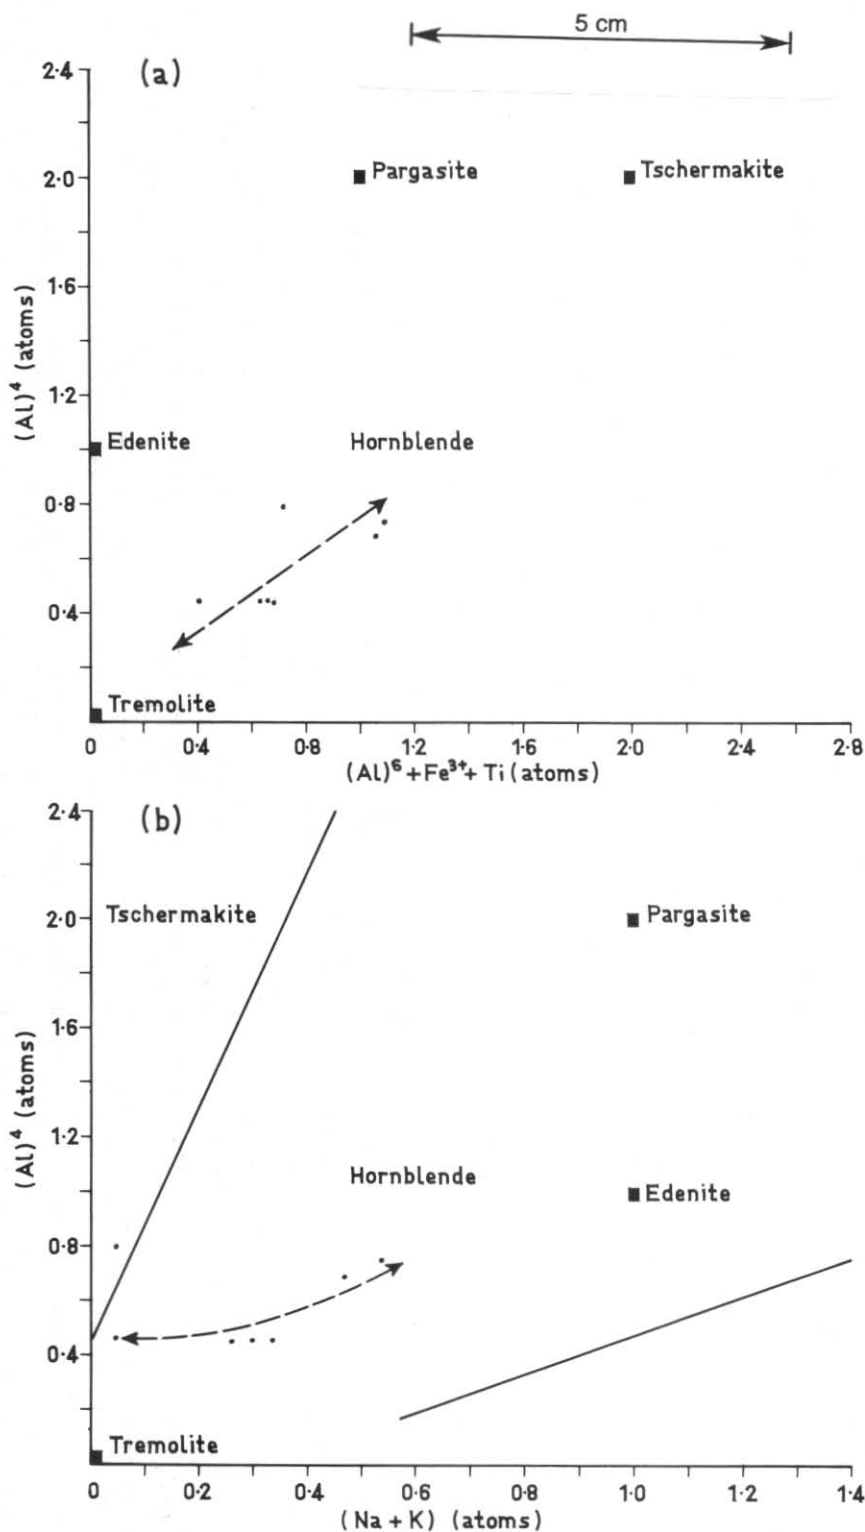 5 cm
(a)
2·4
Pargasite
Tschermakite
2·0
1·6
(Al)⁴ (atoms)
1·2
Edenite
Hornblende
0·8
0·4
Tremolite
0 0·4 0·8 1·2 1·6 2·0 2·4 2·8
(Al)⁶+Fe³⁺+Ti (atoms)
(b)
2·4
Tschermakite
2·0
Pargasite
1·6
(Al)⁴ (atoms)
1·2
Hornblende
Edenite
0·8
0·4
Tremolite
0 0·2 0·4 0·6 0·8 1·0 1·2 1·4
(Na + K) (atoms)